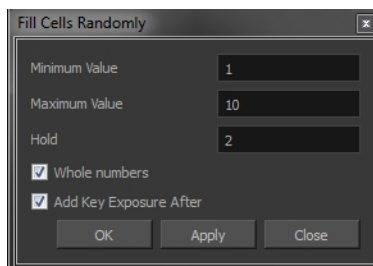 Fill Cells Randomly
Minimum Value 1
Maximum Value 10
Hold 2
Whole numbers
Add Key Exposure After
OK Apply Close